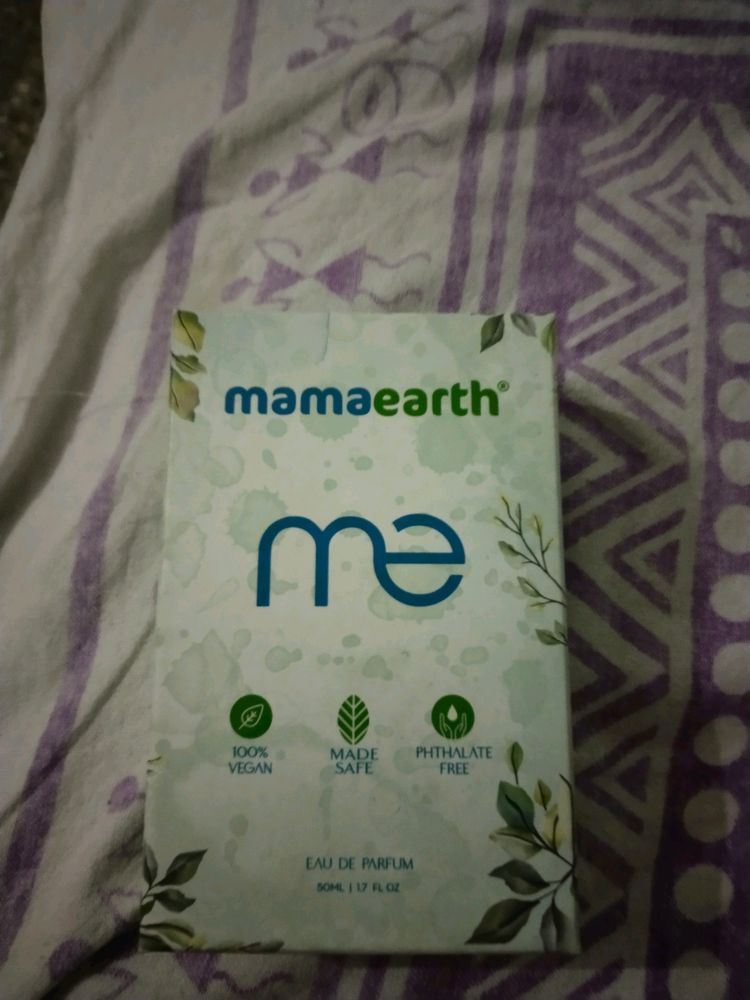 mamaearth®
me
100%
VEGAN
MADE
SAFE
PHTHALATE
FREE
EAU DE PARFUM
50ML | 1.7 FL OZ